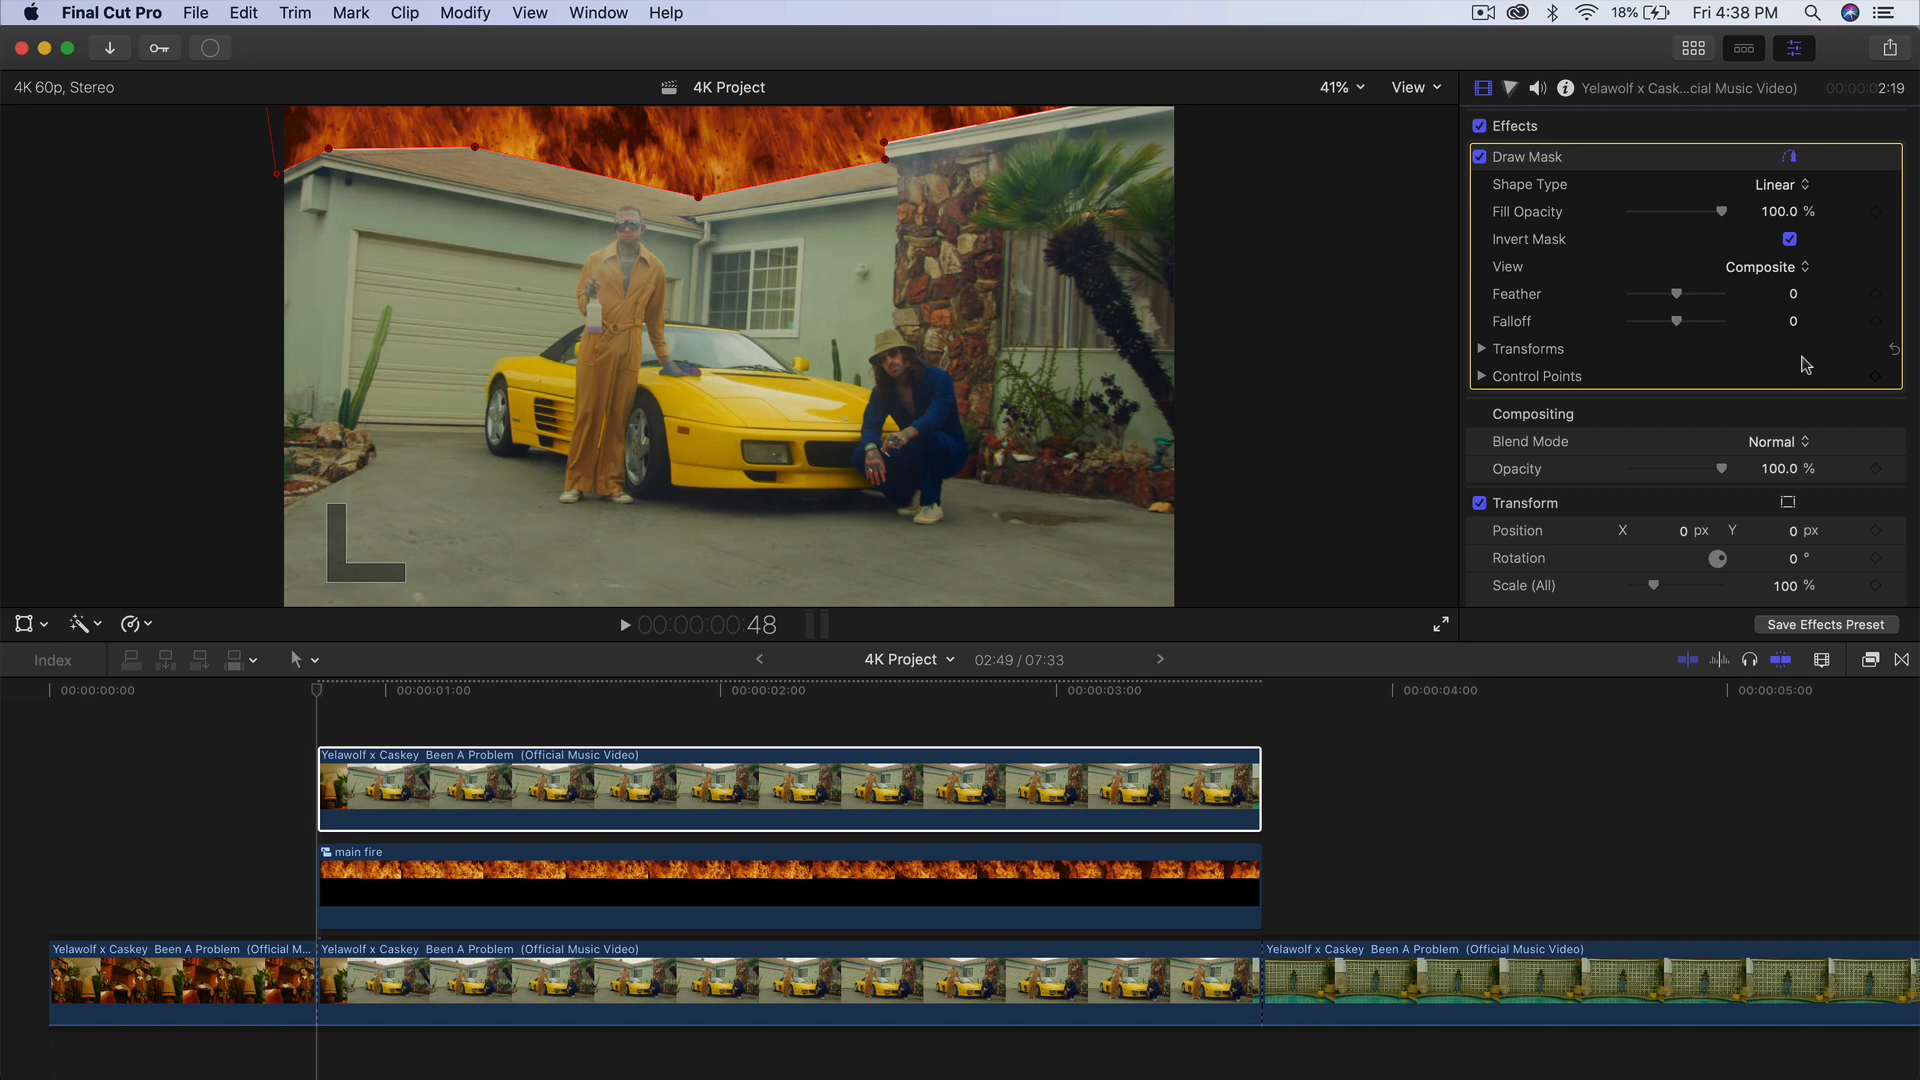 Final Cut Pro File Edit Trim Mark Clip Modify View Window Help 18% Fri 4:38 PM
4K 60p, Stereo 4K Project 41% View Yelawolf x Cask...cial Music Video) 00:00:02:19
Effects
Draw Mask
Shape Type Linear
Fill Opacity 100.0 %
Invert Mask
View Composite
Feather 0
Falloff 0
Transforms
Control Points
Compositing
Blend Mode Normal
Opacity 100.0 %
Transform
Position X 0 px Y 0 px
Rotation 0 °
Scale (All) 100 %
00:00:00:48 Save Effects Preset
Index 4K Project 02:49 / 07:33
00:00:00:00 00:00:01:00 00:00:02:00 00:00:03:00 00:00:04:00 00:00:05:00
Yelawolf x Caskey Been A Problem (Official Music Video)
main fire
Yelawolf x Caskey Been A Problem (Official M... Yelawolf x Caskey Been A Problem (Official Music Video) Yelawolf x Caskey Been A Problem (Official Music Video)